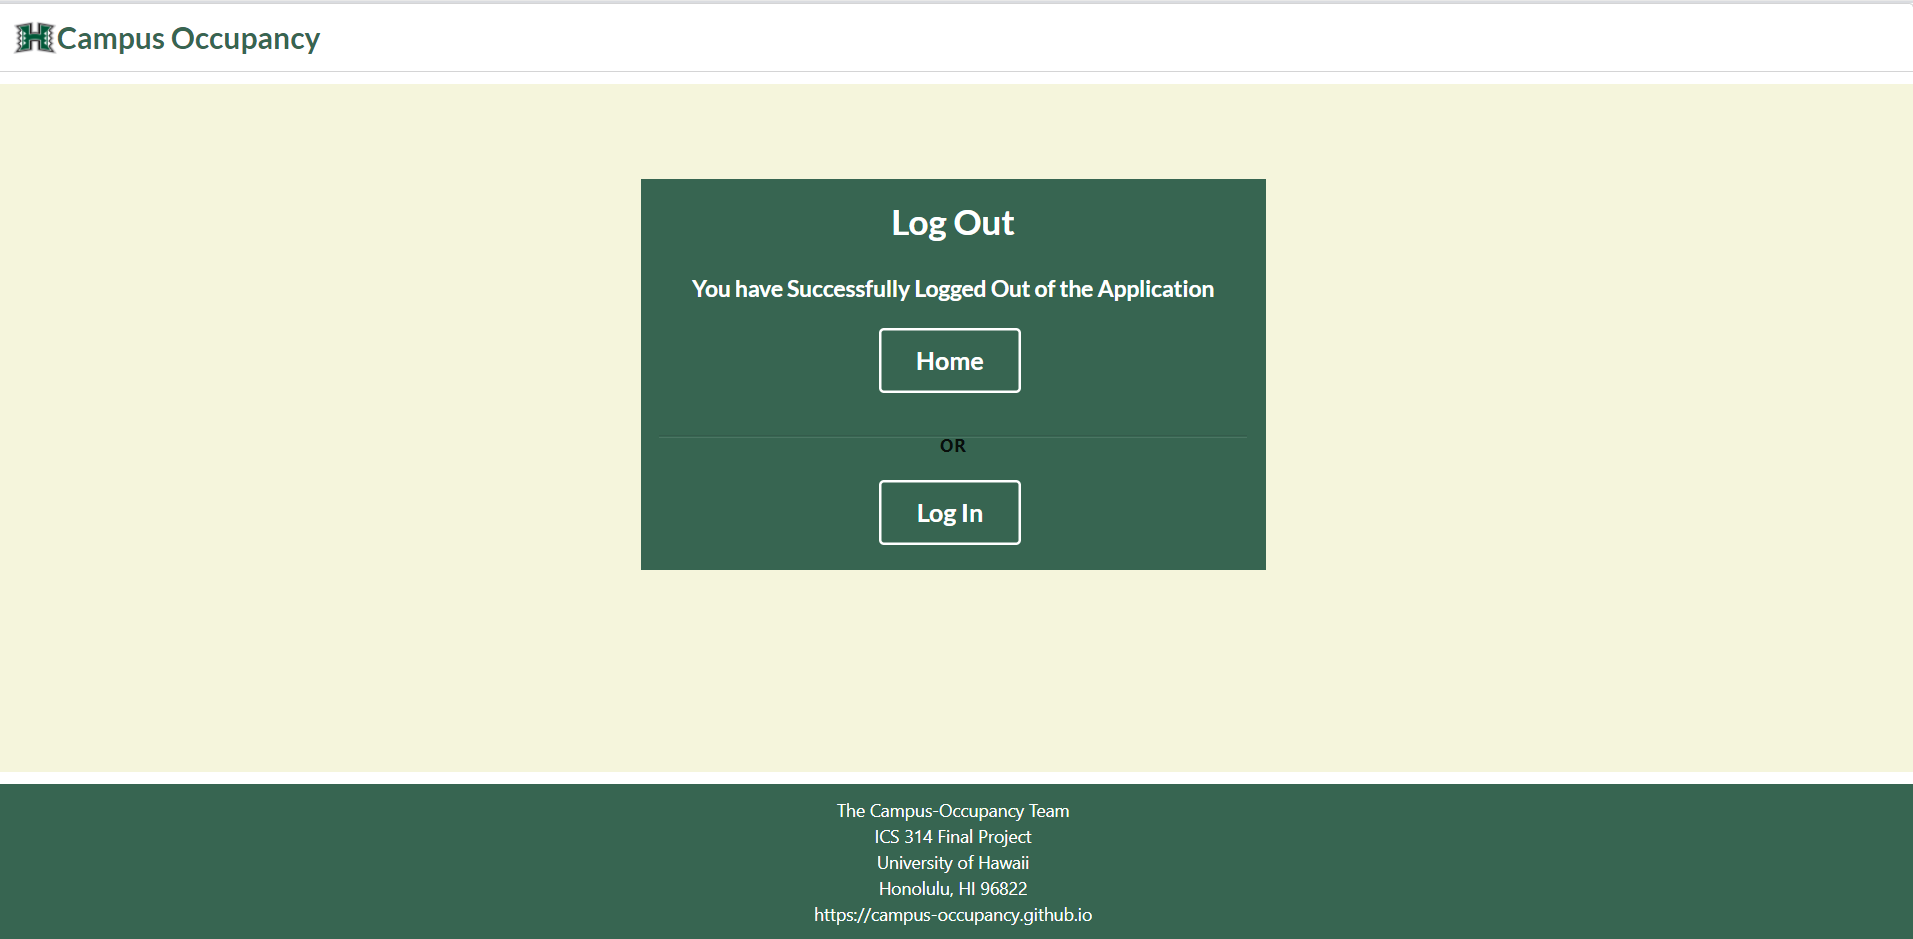 H Campus Occupancy
Log Out
You have Successfully Logged Out of the Application
Home
OR
Log In
The Campus-Occupancy Team
ICS 314 Final Project
University of Hawaii
Honolulu, HI 96822
https://campus-occupancy.github.io